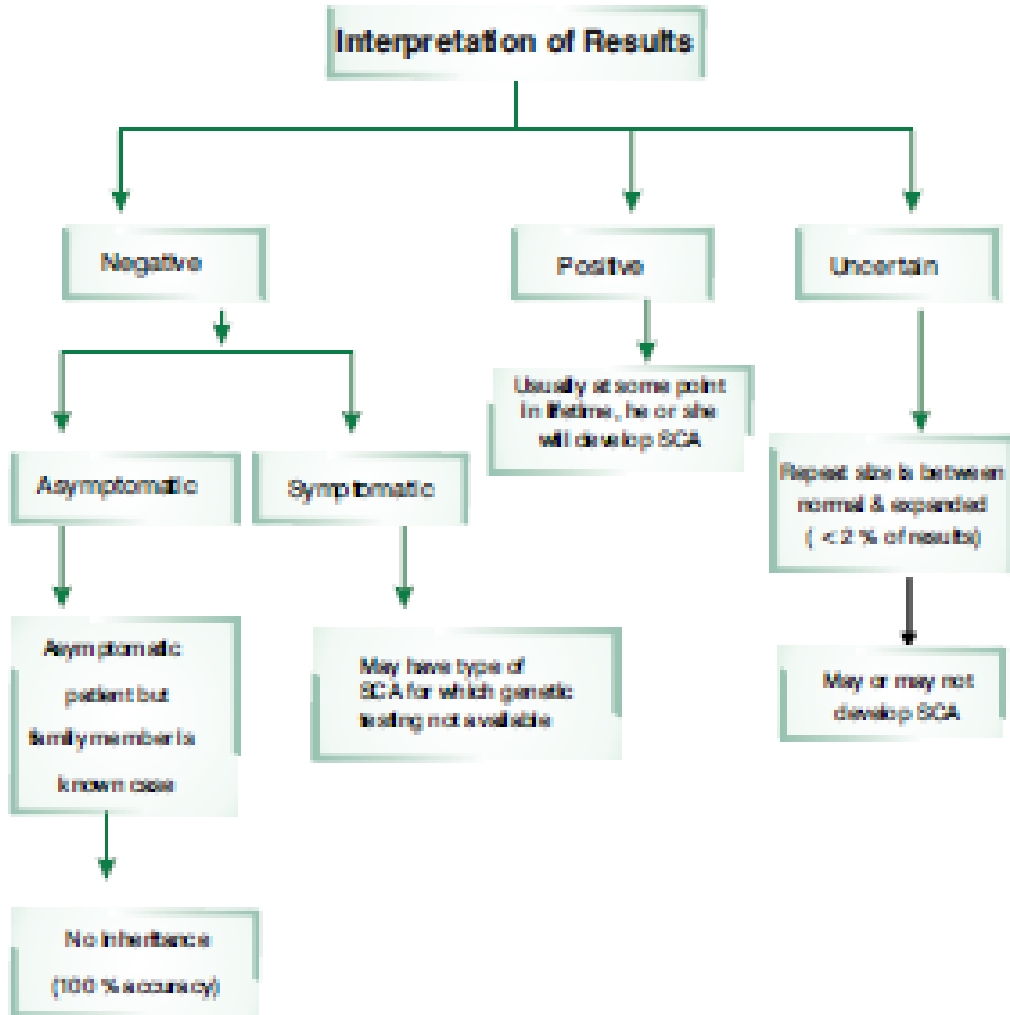 Interpretation of Results
Negative
Positive
Uncertain
Usually at some point
in lifetime, he or she
will develop SCA
Asymptomatic
Symptomatic
Repeat size is between
normal & expanded
( < 2 % of results)
Asymptomatic
patient but
family member is
known case
May have type of
SCA for which genetic
testing not available
May or may not
develop SCA
No Inheritance
(100 % accuracy)